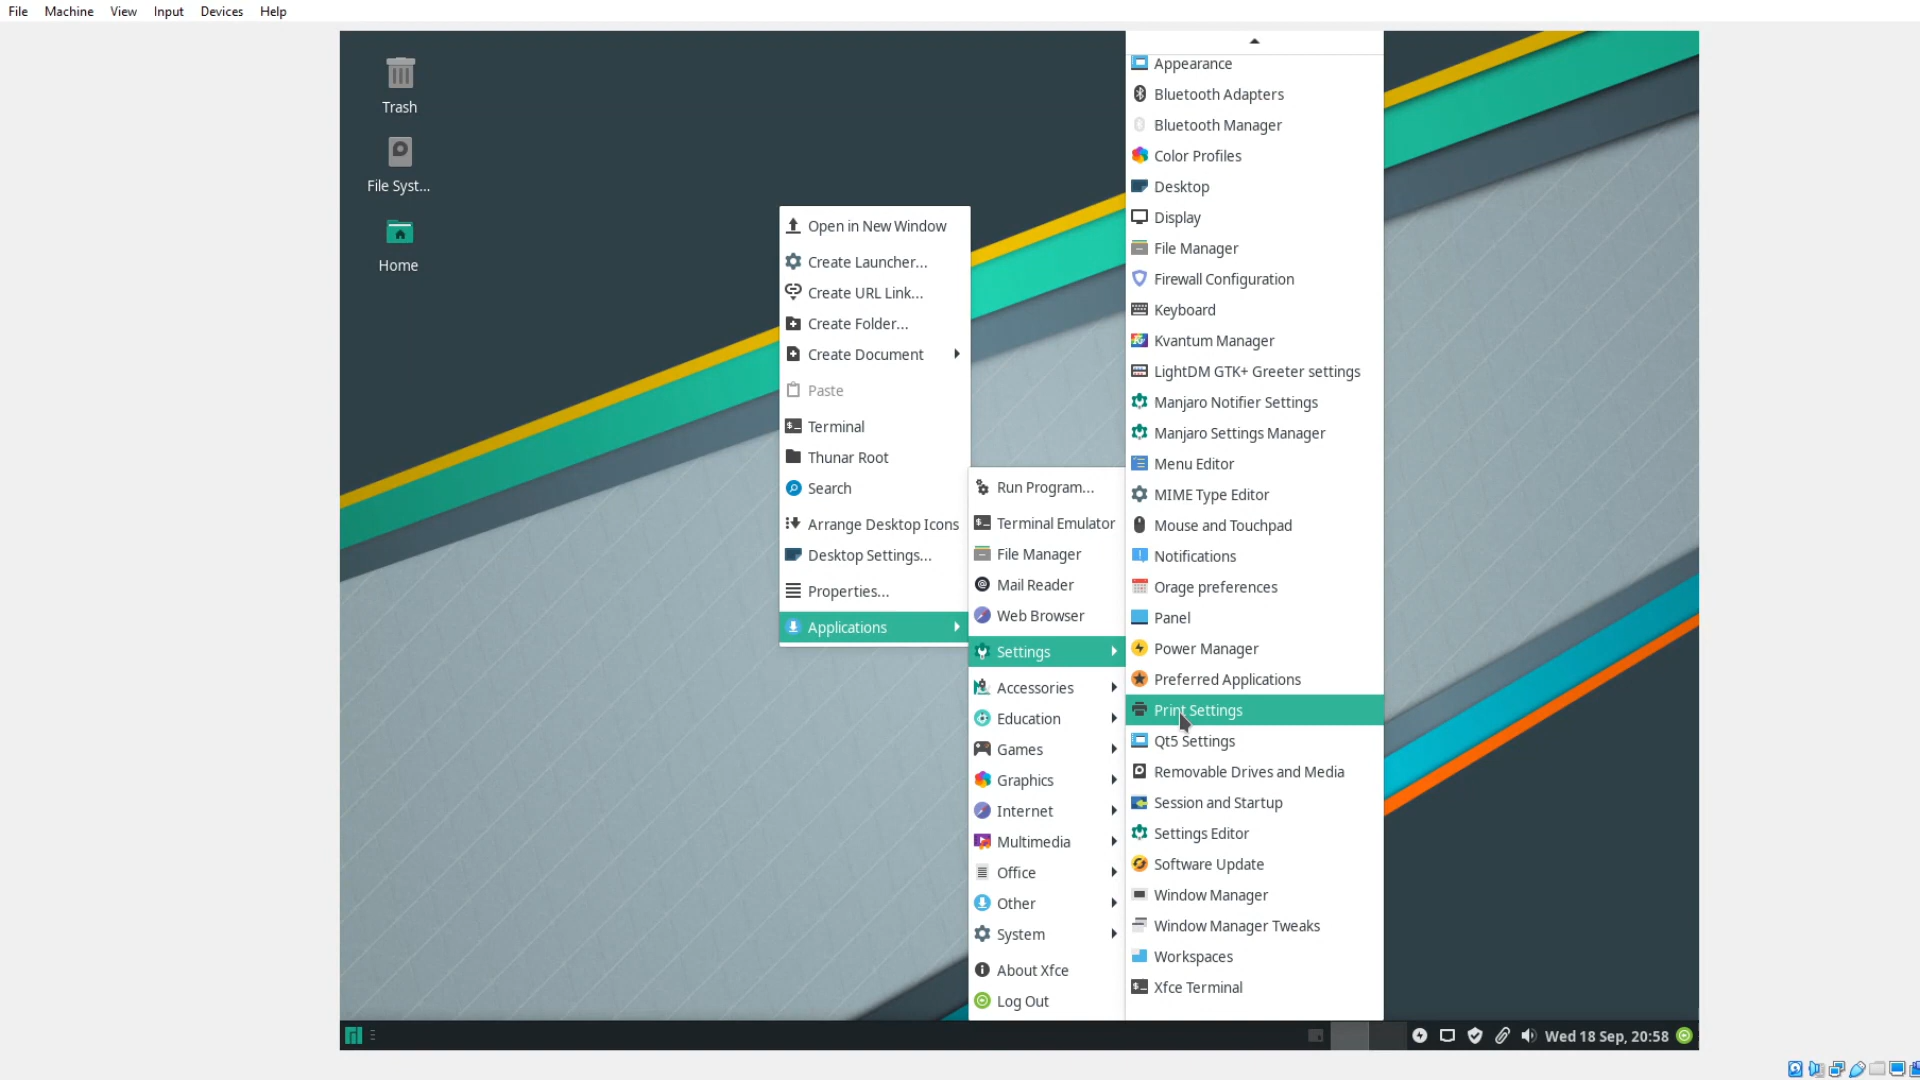 File Machine View Input Devices Help
Trash
File Syst...
Home
Open in New Window
Create Launcher...
Create URL Link...
Create Folder...
Create Document
Paste
Terminal
Thunar Root
Search
Arrange Desktop Icons
Desktop Settings...
Properties...
Applications
Run Program...
Terminal Emulator
File Manager
Mail Reader
Web Browser
Settings
Accessories
Education
Games
Graphics
Internet
Multimedia
Office
Other
System
About Xfce
Log Out
Appearance
Bluetooth Adapters
Bluetooth Manager
Color Profiles
Desktop
Display
File Manager
Firewall Configuration
Keyboard
Kvantum Manager
LightDM GTK+ Greeter settings
Manjaro Notifier Settings
Manjaro Settings Manager
Menu Editor
MIME Type Editor
Mouse and Touchpad
Notifications
Orage preferences
Panel
Power Manager
Preferred Applications
Print Settings
Qt5 Settings
Removable Drives and Media
Session and Startup
Settings Editor
Software Update
Window Manager
Window Manager Tweaks
Workspaces
Xfce Terminal
Wed 18 Sep, 20:58